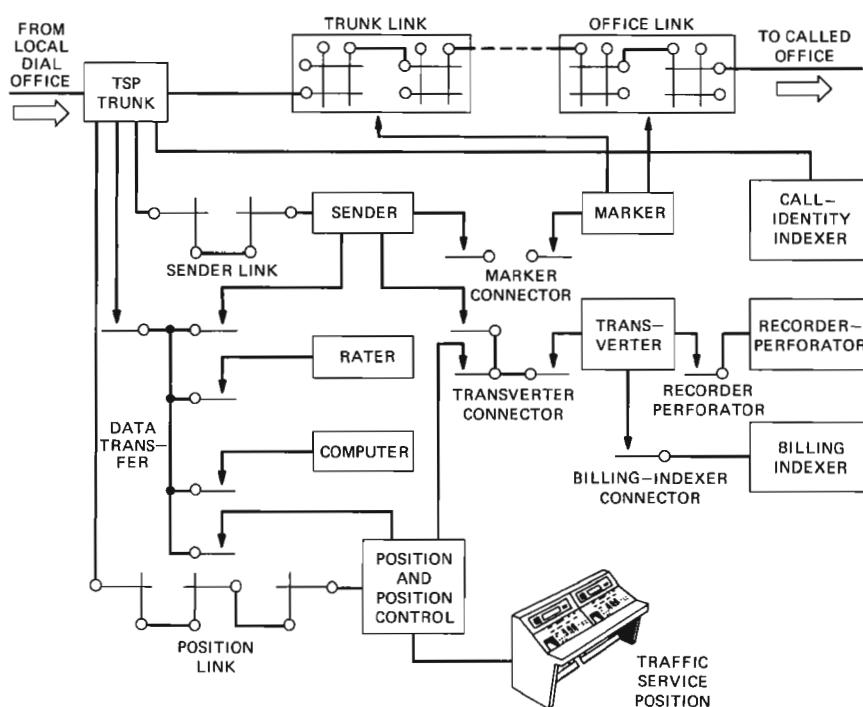 FROM
LOCAL
DIAL
OFFICE
TRUNK LINK
OFFICE LINK
TO CALLED
OFFICE
TSP
TRUNK
SENDER
MARKER
CALL-
IDENTITY
INDEXER
SENDER LINK
MARKER
CONNECTOR
RATER
TRANS-
VERTER
RECORDER-
PERFORATOR
TRANSVERTER
CONNECTOR
RECORDER
PERFORATOR
DATA
TRANS-
FER
COMPUTER
BILLING-INDEXER
CONNECTOR
BILLING
INDEXER
POSITION
AND
POSITION
CONTROL
POSITION
LINK
TRAFFIC
SERVICE
POSITION